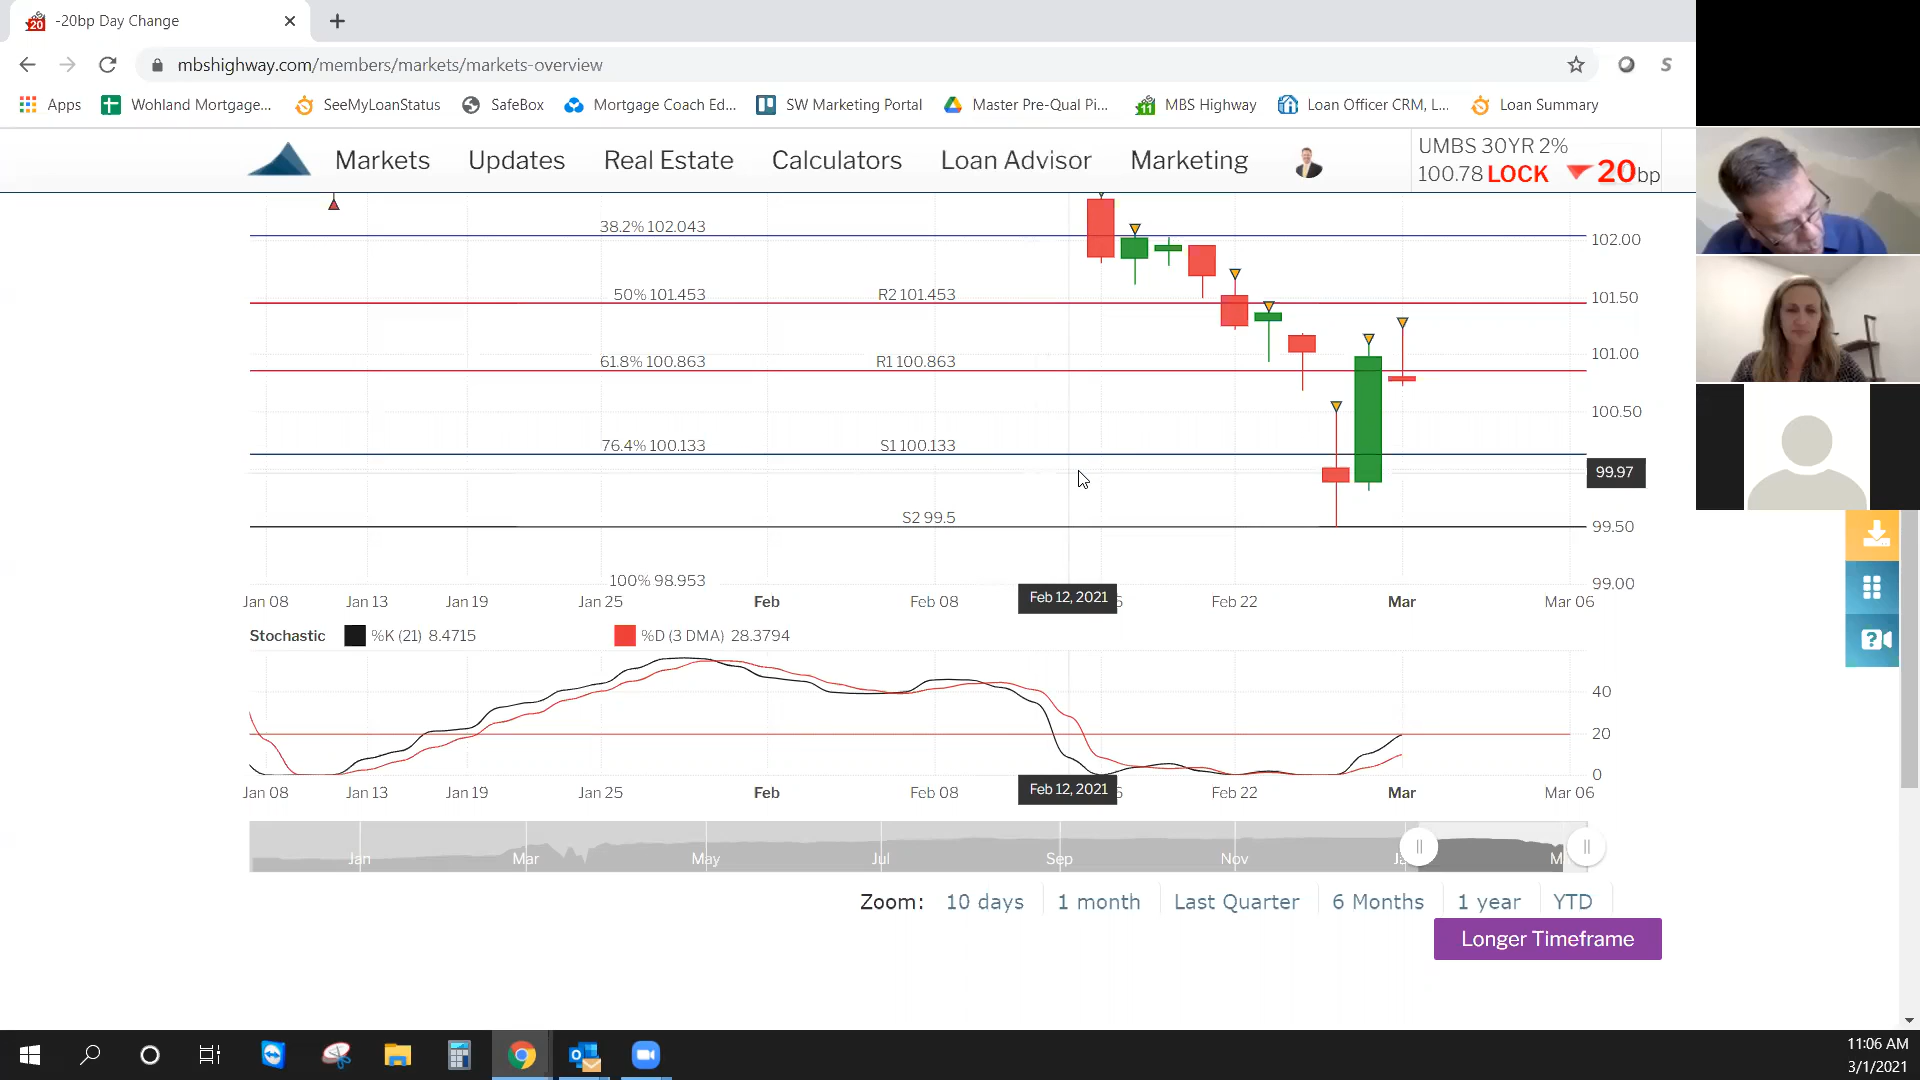 20
-20bp Day Change
mbshighway.com/members/markets/markets-overview
Apps
Wohland Mortgage...
SeeMyLoanStatus
SafeBox
Mortgage Coach Ed...
SW Marketing Portal
Master Pre-Qual Pi...
11
MBS Highway
Loan Officer CRM, L...
Loan Summary
Markets
Updates
Real Estate
Calculators
Loan Advisor
Marketing
UMBS 30YR 2%
100.78 LOCK 20bp
38.2% 102.043
102.00
50% 101.453
R2 101.453
101.50
61.8% 100.863
R1 100.863
101.00
100.50
76.4% 100.133
S1 100.133
99.97
S2 99.5
99.50
100% 98.953
99.00
Jan 08
Jan 13
Jan 19
Jan 25
Feb
Feb 08
Feb 12, 2021
5
Feb 22
Mar
Mar 06
Stochastic
%K (21) 8.4715
%D (3 DMA) 28.3794
40
20
0
Jan 08
Jan 13
Jan 19
Jan 25
Feb
Feb 08
Feb 12, 2021
5
Feb 22
Mar
Mar 06
Jan
Mar
May
Jul
Sep
Nov
Zoom:
10 days
1 month
Last Quarter
6 Months
1 year
YTD
Longer Timeframe
11:06 AM
3/1/2021